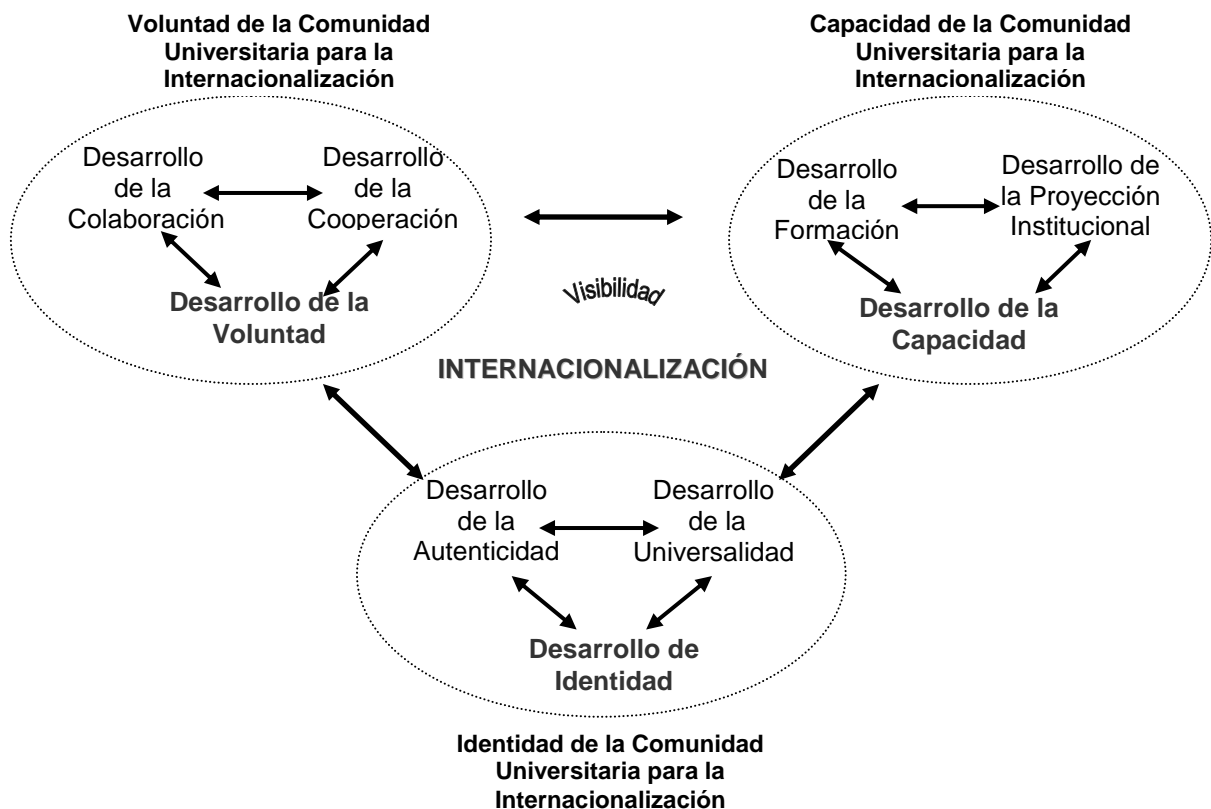 Voluntad de la Comunidad
Universitaria para la
Internacionalización
Capacidad de la Comunidad
Universitaria para la
Internacionalización
Desarrollo
de la
Colaboración
Desarrollo
de la
Cooperación
Desarrollo de la
Voluntad
Desarrollo
de la
Formación
Desarrollo de
la Proyección
Institucional
Desarrollo de la
Capacidad
Visibilidad
INTERNACIONALIZACIÓN
Desarrollo
de la
Autenticidad
Desarrollo
de la
Universalidad
Desarrollo de
Identidad
Identidad de la Comunidad
Universitaria para la
Internacionalización